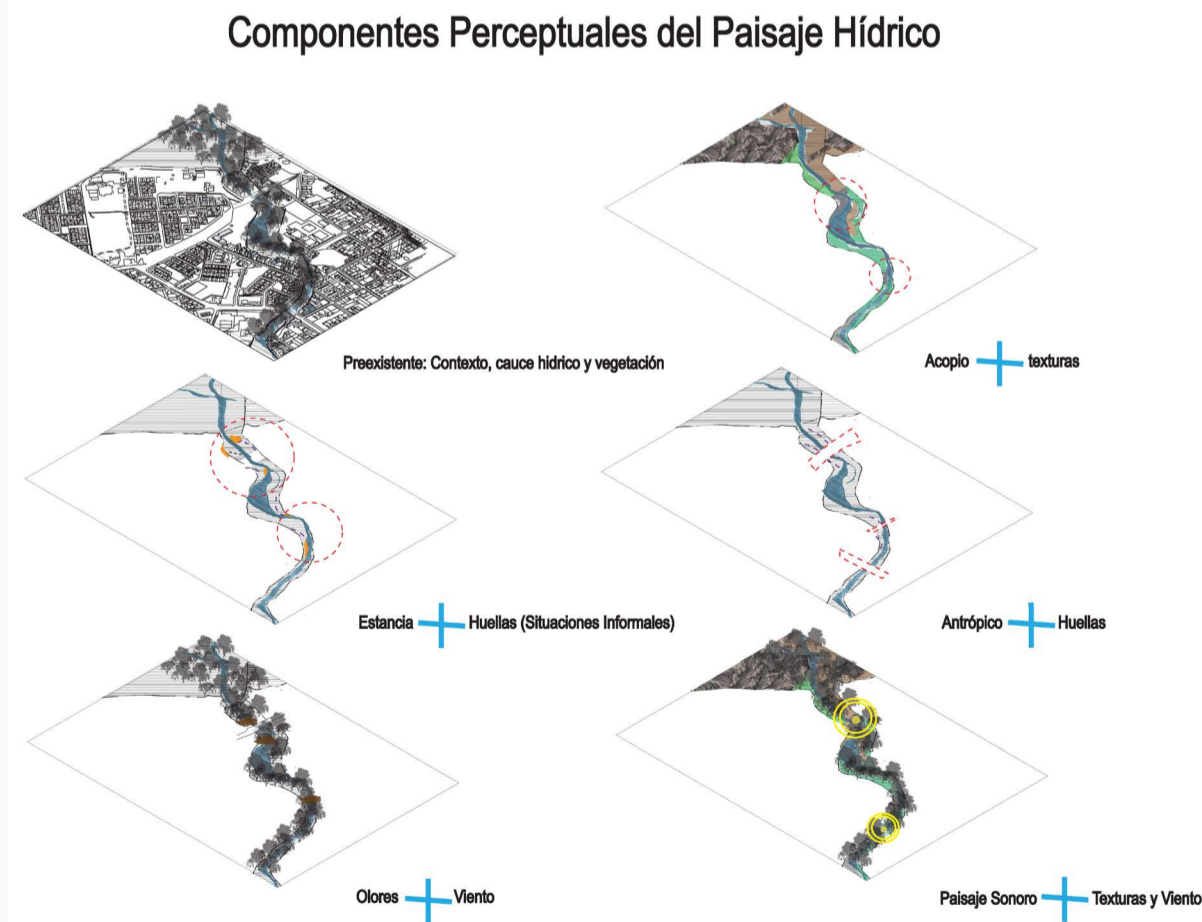 Componentes Perceptuales del Paisaje Hídrico
Preexistente: Contexto, cauce hidrico y vegetación
Acopio texturas
Estancia Huellas (Situaciones Informales)
Antrópico Huellas
Olores Viento
Paisaje Sonoro Texturas y Viento